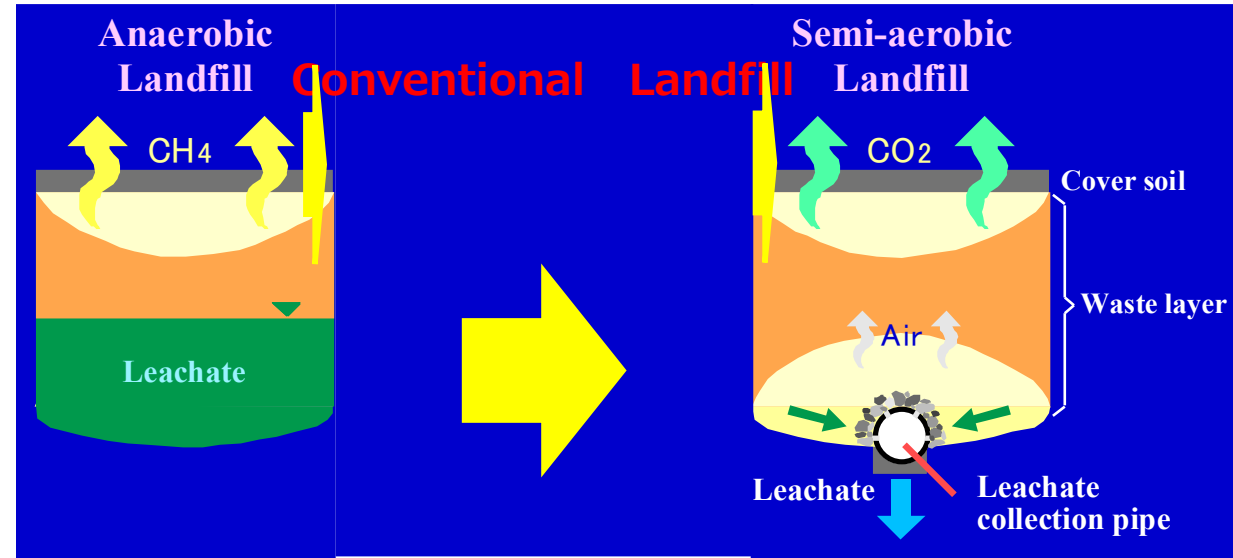 Anaerobic
Landfill
Conventional Landfill
Semi-aerobic
Landfill
CH4
CO2
Cover soil
Waste layer
Air
Leachate
Leachate
Leachate
collection pipe